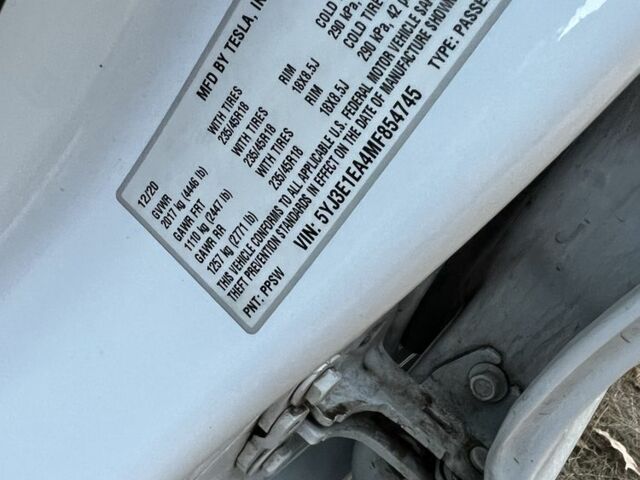 MFD BY TESLA, IN
12/20
GVWR
2017 kg (4446 lb)
GAWR FRT WITH TIRES RIM COLD
1110 kg (2447 lb) 235/45R18 18X8.5J 290 kPa,
GAWR RR WITH TIRES RIM COLD TIRE
1257 kg (2771 lb) 235/45R18 18X8.5J 290 kPa, 42
WITH TIRES
235/45R18
THIS VEHICLE CONFORMS TO ALL APPLICABLE U.S. FEDERAL MOTOR VEHICLE
THEFT PREVENTION STANDARDS IN EFFECT ON THE DATE OF MANUFACTURE SHOWN
VIN: 5YJ3E1EA4MF854745 TYPE: PASSE
PNT: PPSW